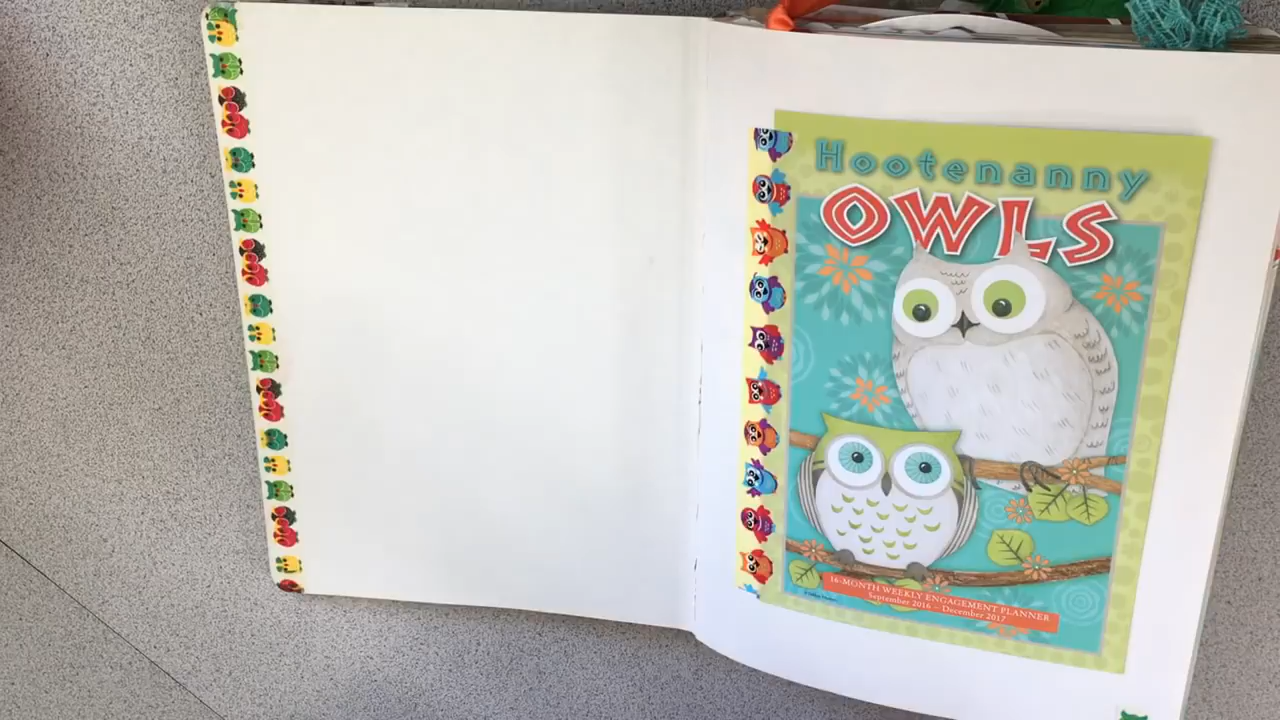 Hootenanny
OWLS
16-MONTH WEEKLY ENGAGEMENT PLANNER
September 2016 – December 2017